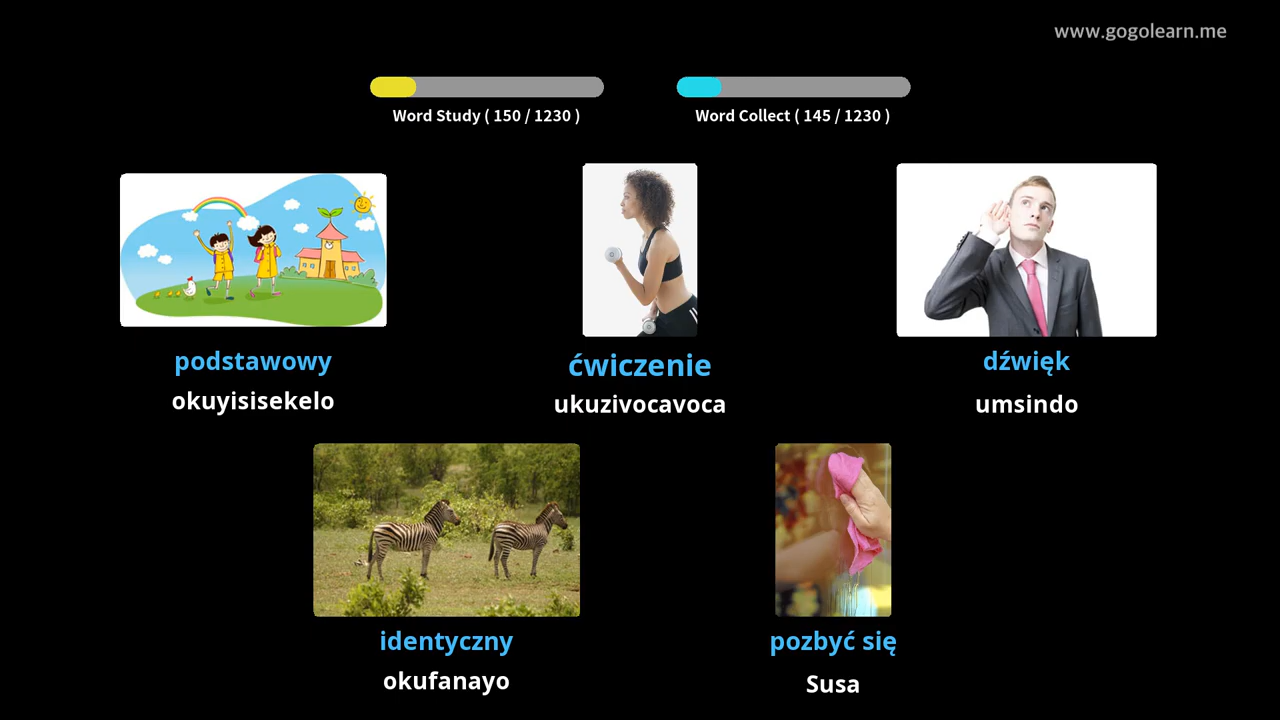 www.gogolearn.me
Word Study ( 150 / 1230 )
Word Collect ( 145 / 1230 )
podstawowy
okuyisisekelo
ćwiczenie
ukuzivocavoca
dźwięk
umsindo
identyczny
okufanayo
pozbyć się
Susa